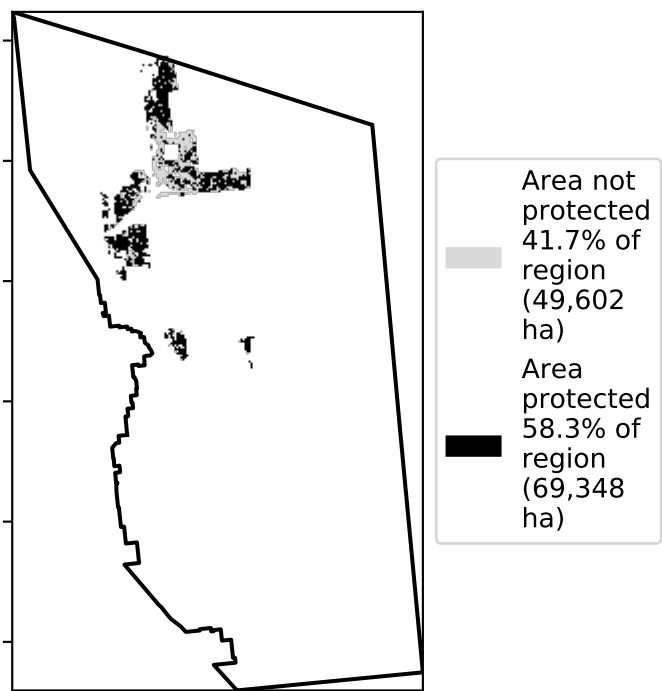 Area not
protected
41.7% of
region
(49,602
ha)
Area
protected
58.3% of
region
(69,348
ha)